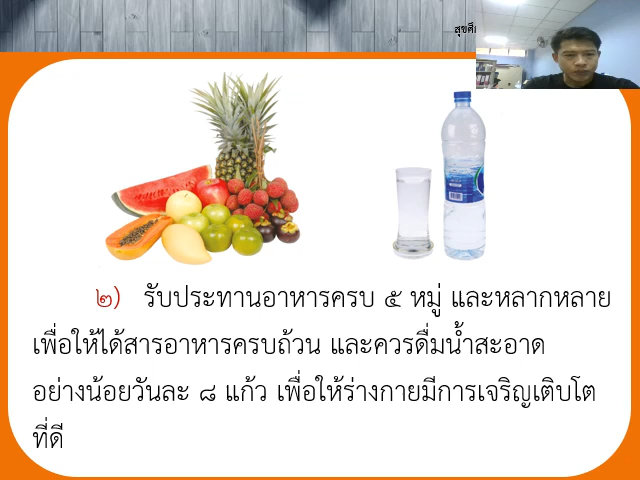 สุขศึ
๒) รับประทานอาหารครบ ๕ หมู่ และหลากหลาย
เพื่อให้ได้สารอาหารครบถ้วน และควรดื่มน้ำสะอาด
อย่างน้อยวันละ ๘ แก้ว เพื่อให้ร่างกายมีการเจริญเติบโต
ที่ดี